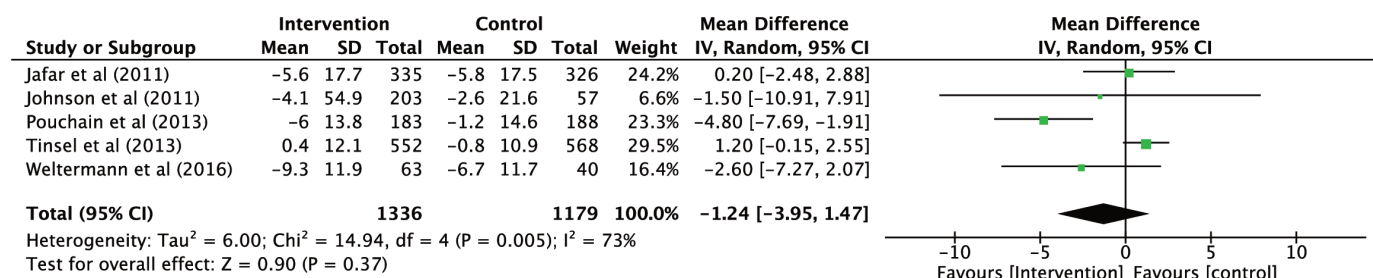 Intervention Control Mean Difference Mean Difference
Study or Subgroup Mean SD Total Mean SD Total Weight IV, Random, 95% CI IV, Random, 95% CI
Jafar et al (2011) −5.6 17.7 335 −5.8 17.5 326 24.2% 0.20 [−2.48, 2.88]
Johnson et al (2011) −4.1 54.9 203 −2.6 21.6 57 6.6% −1.50 [−10.91, 7.91]
Pouchain et al (2013) −6 13.8 183 −1.2 14.6 188 23.3% −4.80 [−7.69, −1.91]
Tinsel et al (2013) 0.4 12.1 552 −0.8 10.9 568 29.5% 1.20 [−0.15, 2.55]
Weltermann et al (2016) −9.3 11.9 63 −6.7 11.7 40 16.4% −2.60 [−7.27, 2.07]
Total (95% CI) 1336 1179 100.0% −1.24 [−3.95, 1.47]
Heterogeneity: Tau² = 6.00; Chi² = 14.94, df = 4 (P = 0.005); I² = 73%
Test for overall effect: Z = 0.90 (P = 0.37)
−10 −5 0 5 10
Favours [Intervention] Favours [control]